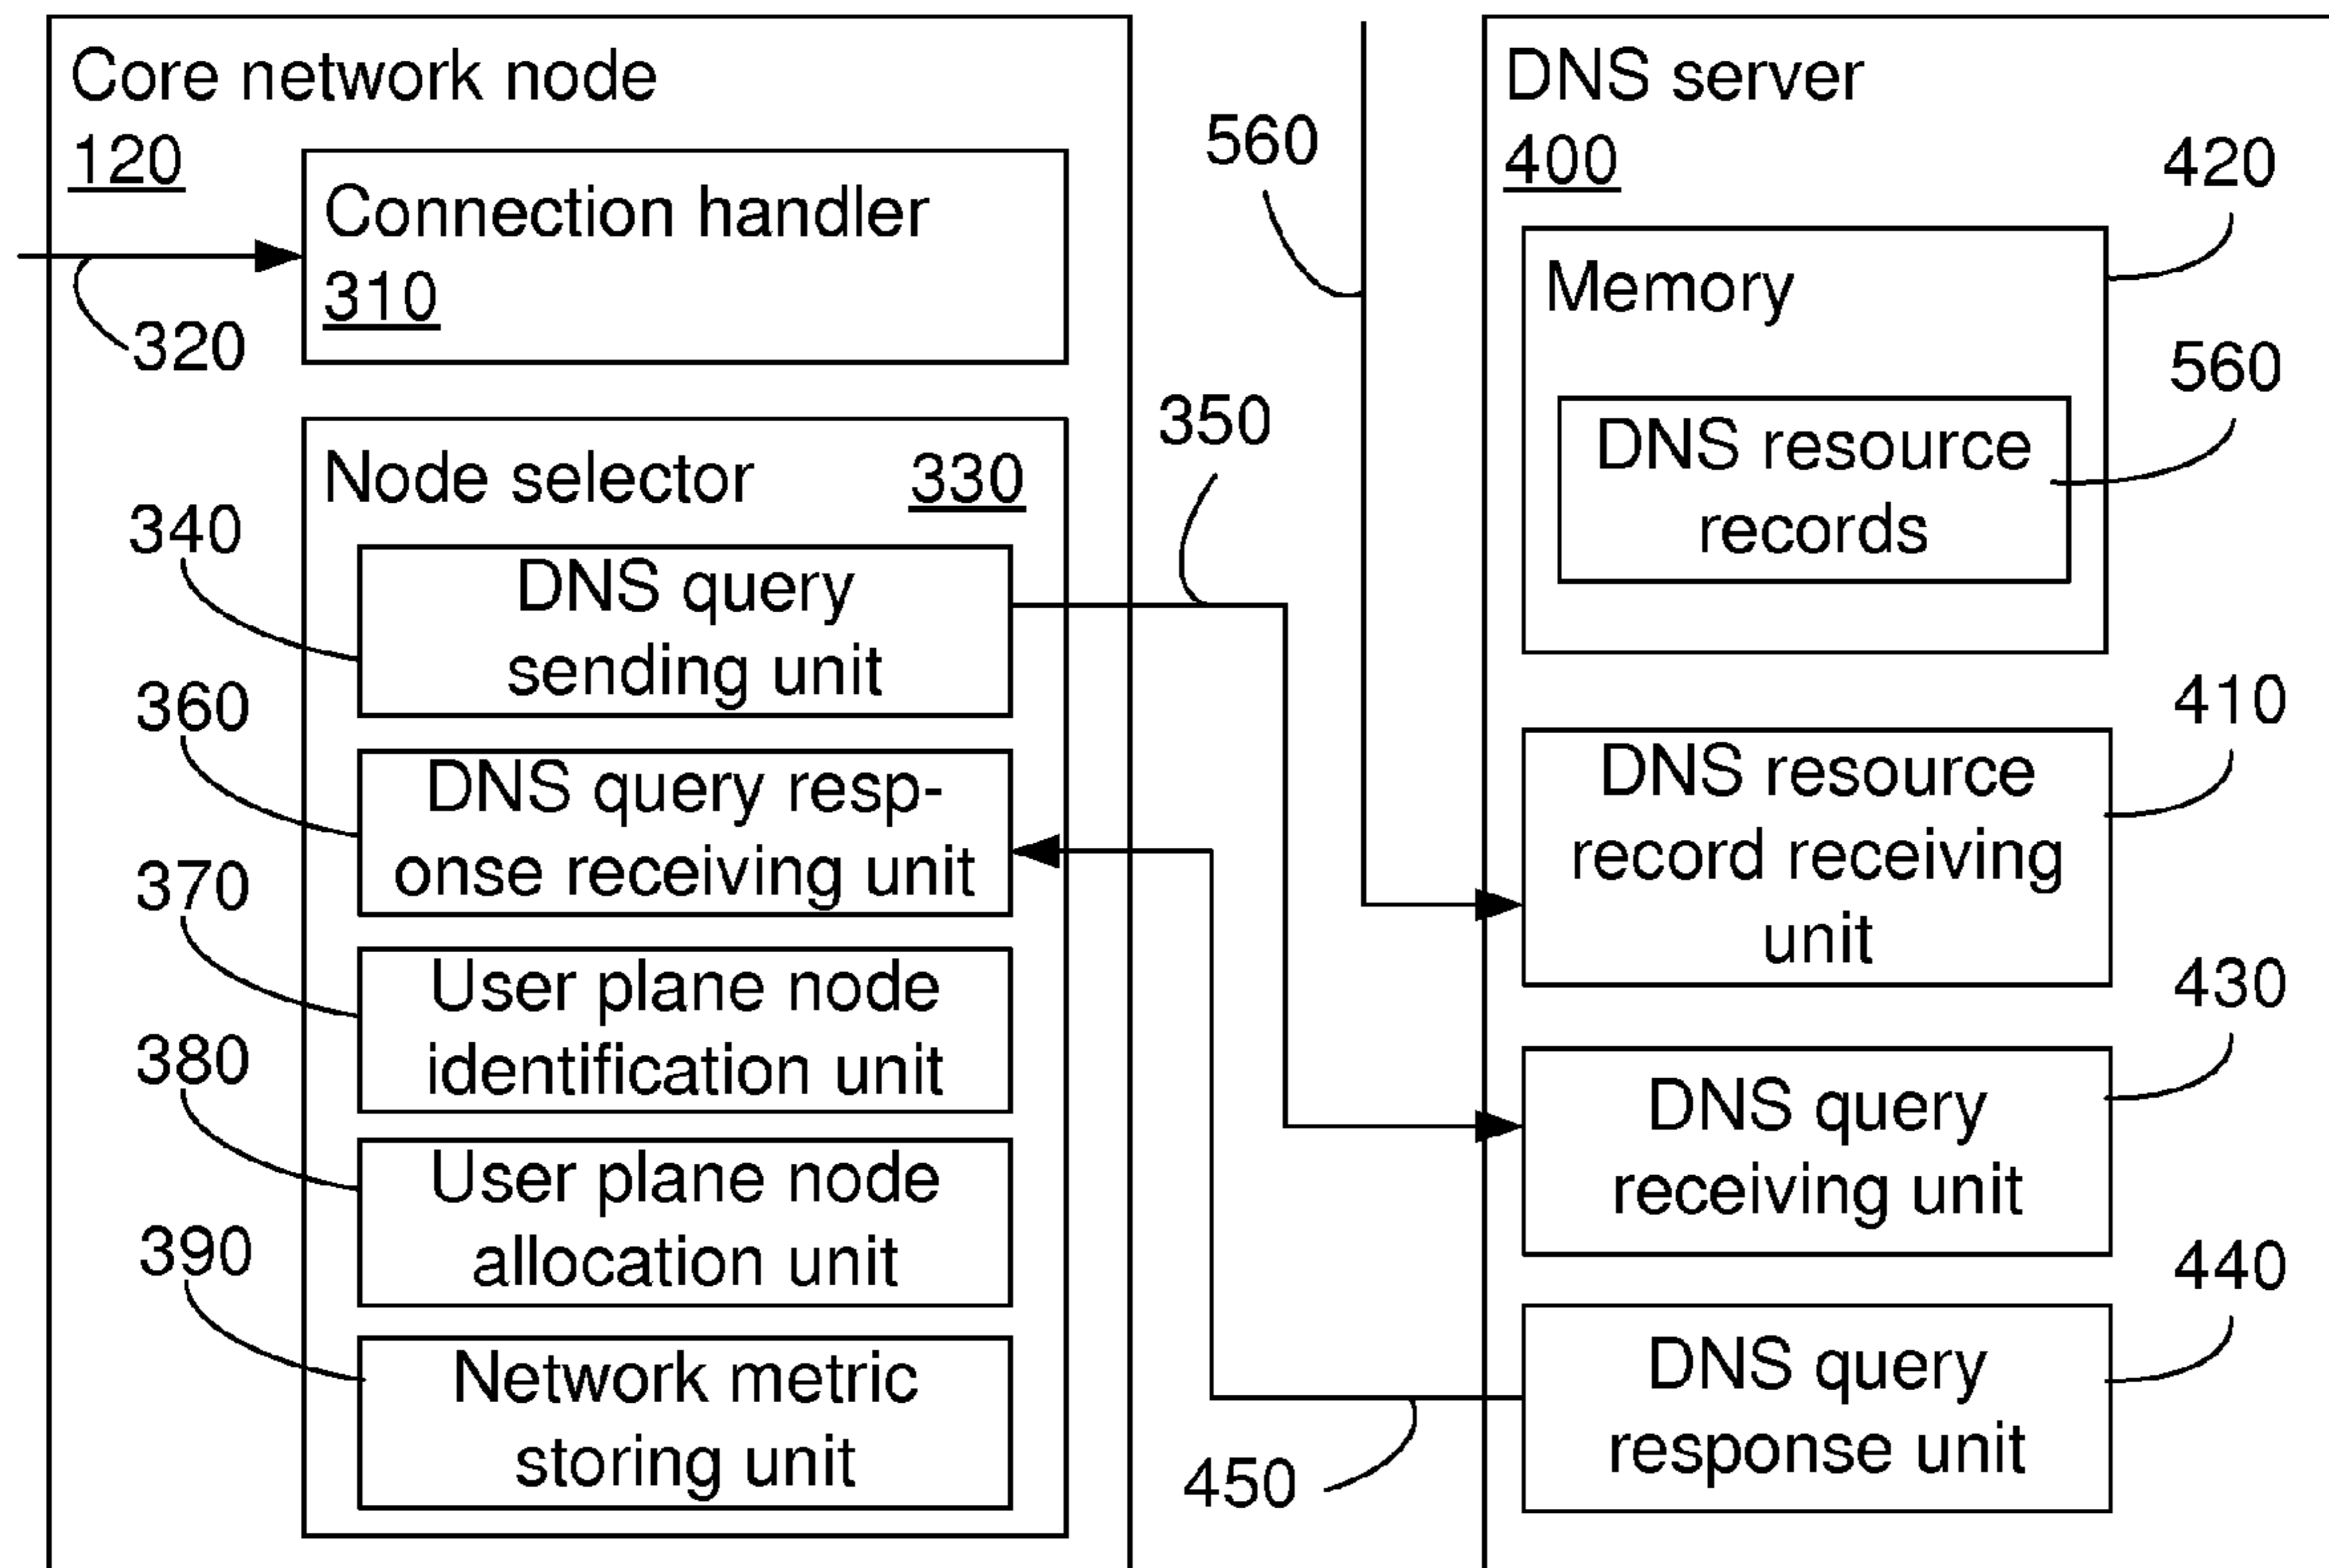 Core network node
120
Connection handler
310
320
Node selector 330
340
DNS query
sending unit
360
DNS query resp-
onse receiving unit
370
User plane node
identification unit
380
User plane node
allocation unit
390
Network metric
storing unit
560
350
450
DNS server
400
420
Memory
560
DNS resource
records
410
DNS resource
record receiving
unit
430
DNS query
receiving unit
440
DNS query
response unit